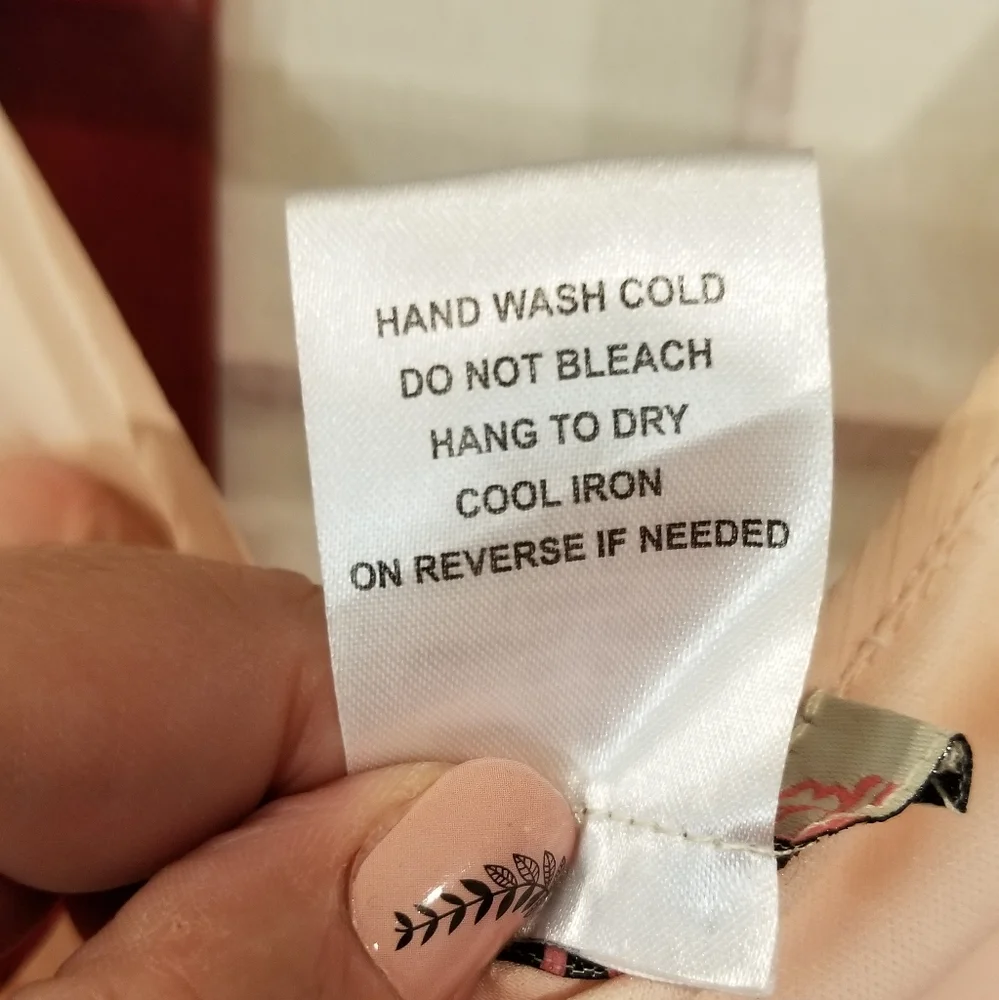 HAND WASH COLD
DO NOT BLEACH
HANG TO DRY
COOL IRON
ON REVERSE IF NEEDED